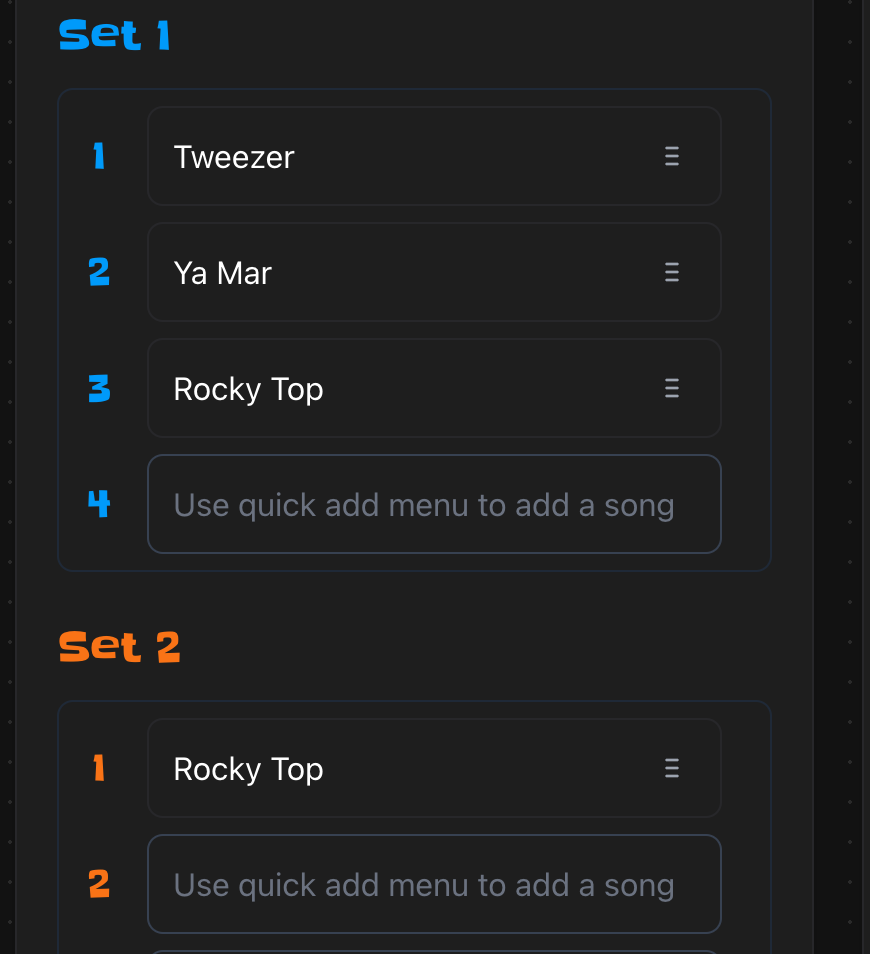 Set 1
1 Tweezer
2 Ya Mar
3 Rocky Top
4 Use quick add menu to add a song
Set 2
1 Rocky Top
2 Use quick add menu to add a song